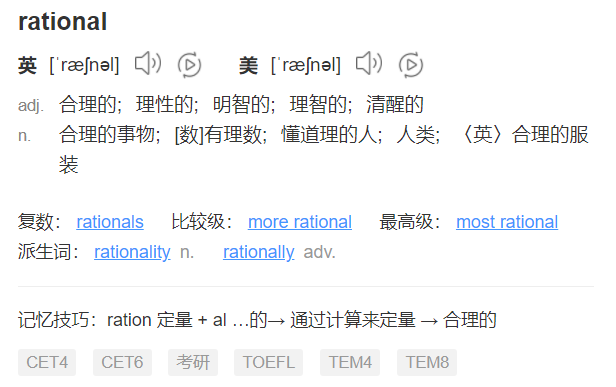 rational
英 [ˈræʃnəl] 美 [ˈræʃnəl]
adj. 合理的；理性的；明智的；理智的；清醒的
n. 合理的事物；[数]有理数；懂道理的人；人类；〈英〉合理的服
装
复数： rationals 比较级： more rational 最高级： most rational
派生词： rationality n. rationally adv.
记忆技巧：ration 定量 + al …的→ 通过计算来定量 → 合理的
CET4 CET6 考研 TOEFL TEM4 TEM8